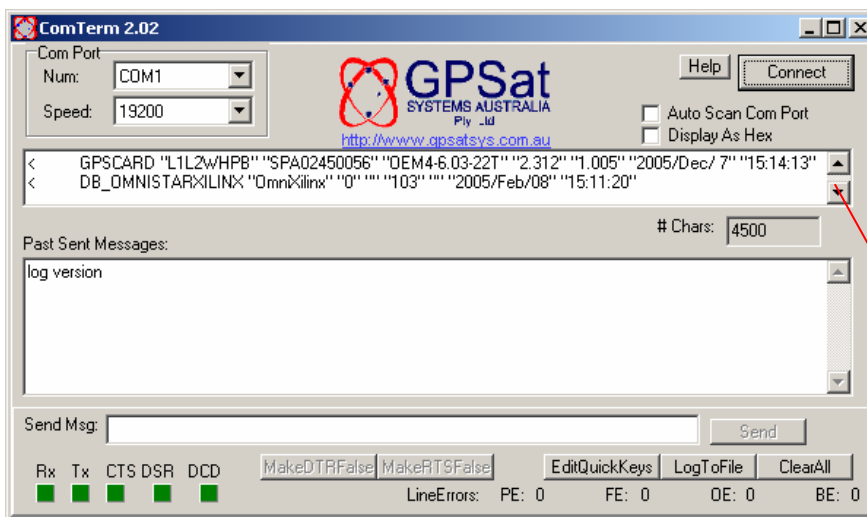 ComTerm 2.02
Com Port
Num: COM1
Speed: 19200
GPSat
SYSTEMS AUSTRALIA
Pty Ltd
http://www.gpsatsys.com.au
Help
Connect
Auto Scan Com Port
Display As Hex
< GPSCARD "L1L2WHPB" "SPA02450056" "OEM4-6.03-22T" "2.312" "1.005" "2005/Dec/ 7" "15:14:13"
< DB_OMNISTARXILINX "OmniXilinx" "0" "" "103" "" "2005/Feb/08" "15:11:20"
# Chars: 4500
Past Sent Messages:
log version
Send Msg:
Send
Rx Tx CTS DSR DCD
MakeDTRFalse MakeRTSFalse EditQuickKeys LogToFile ClearAll
LineErrors: PE: 0 FE: 0 OE: 0 BE: 0